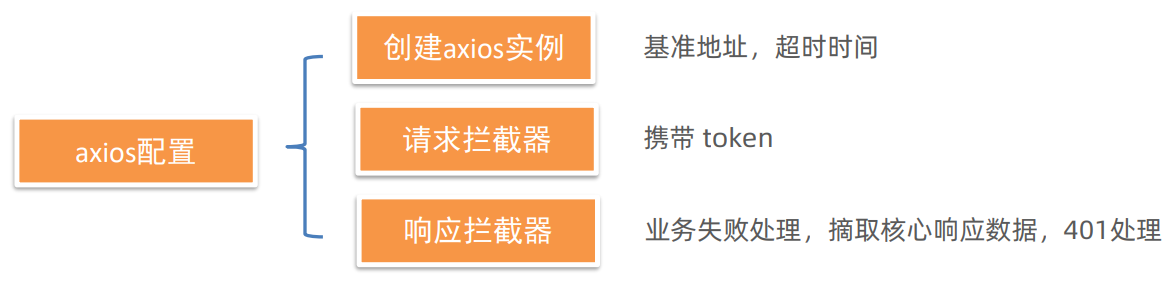 创建axios实例 基准地址，超时时间
axios配置
请求拦截器 携带 token
响应拦截器 业务失败处理，摘取核心响应数据，401处理